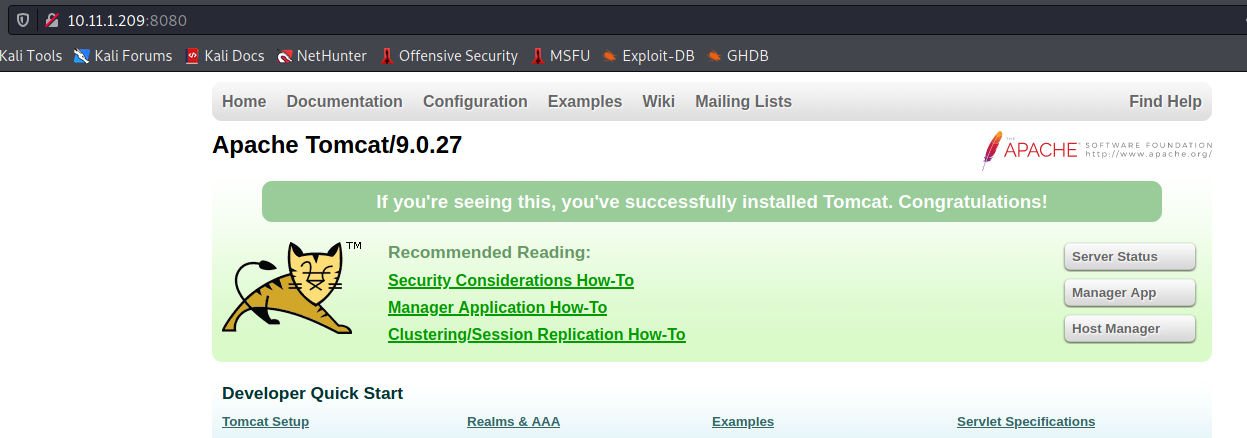 10.11.1.209:8080
Kali Tools Kali Forums Kali Docs NetHunter Offensive Security MSFU Exploit-DB GHDB
Home Documentation Configuration Examples Wiki Mailing Lists Find Help
Apache Tomcat/9.0.27
THE APACHE SOFTWARE FOUNDATION
http://www.apache.org/
If you're seeing this, you've successfully installed Tomcat. Congratulations!
TM
Recommended Reading:
Security Considerations How-To
Manager Application How-To
Clustering/Session Replication How-To
Server Status
Manager App
Host Manager
Developer Quick Start
Tomcat Setup Realms & AAA Examples Servlet Specifications